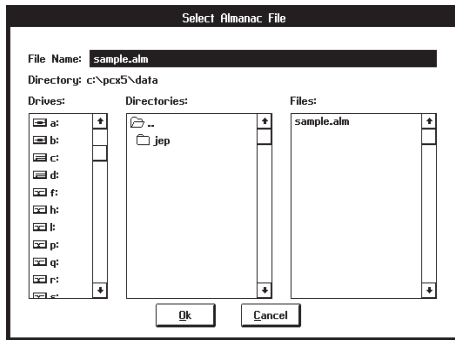 Select Almanac File
File Name: sample.alm
Directory: c:\pcx5\data
Drives: Directories: Files:
a: .. sample.alm
b: jep
c:
d:
f:
h:
l:
p:
q:
r:
s:
Ok Cancel